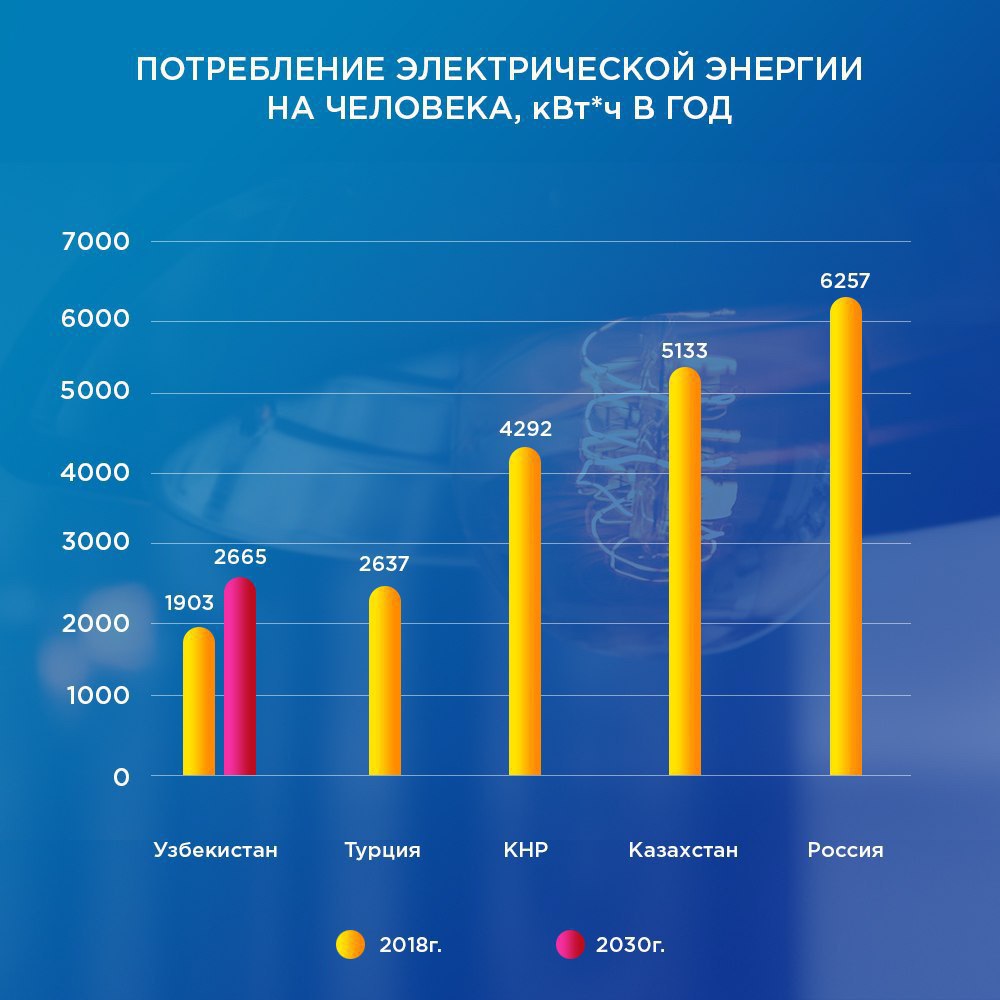 ПОТРЕБЛЕНИЕ ЭЛЕКТРИЧЕСКОЙ ЭНЕРГИИ
НА ЧЕЛОВЕКА, кВт*ч В ГОД
7000
6000
5000
4000
3000
2000
1000
0
1903
2665
2637
4292
5133
6257
Узбекистан
Турция
КНР
Казахстан
Россия
2018г.
2030г.